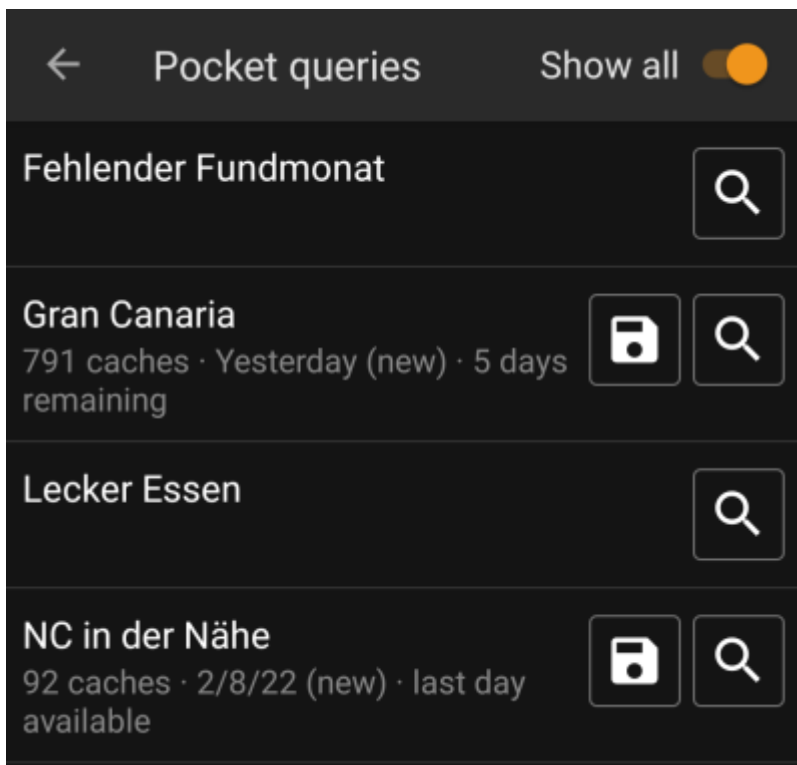 Pocket queries Show all
Fehlender Fundmonat
Gran Canaria
791 caches · Yesterday (new) · 5 days
remaining
Lecker Essen
NC in der Nähe
92 caches · 2/8/22 (new) · last day
available